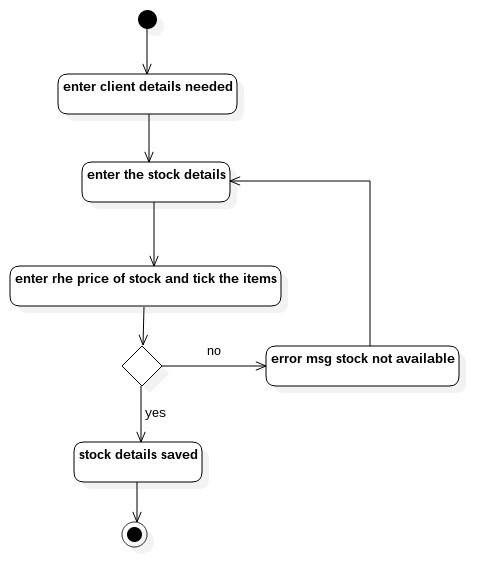 enter client details needed
enter the stock details
enter rhe price of stock and tick the items
no
error msg stock not available
yes
stock details saved